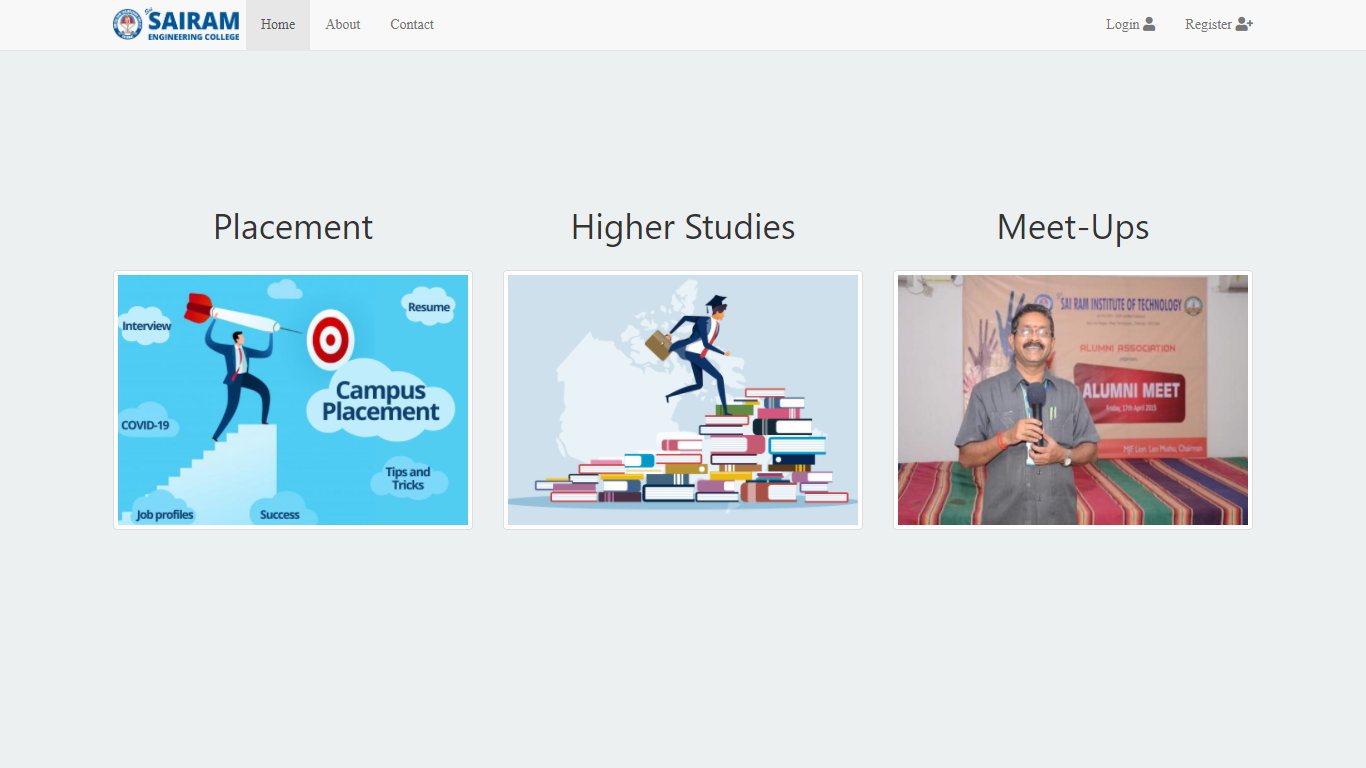 SAIRAM
ENGINEERING COLLEGE
Home
About
Contact
Login
Register
Placement
Higher Studies
Meet-Ups
Interview
Resume
Campus
Placement
COVID-19
Tips and
Tricks
Job profiles
Success
SAI RAM INSTITUTE OF TECHNOLOGY
ALUMNI ASSOCIATION
ALUMNI MEET
Friday, 17th April 2015
MJF Lion. Leo Muthu, Chairman